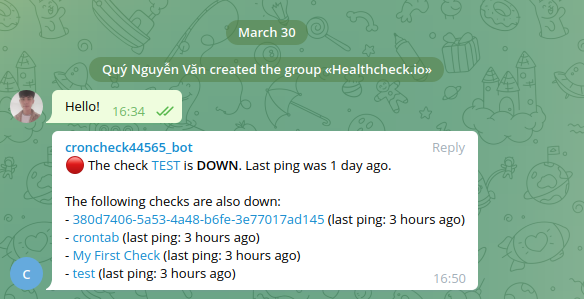 March 30
Quý Nguyễn Văn created the group «Healthcheck.io»
Hello! 16:34
croncheck44565_bot Reply
🔴 The check TEST is DOWN. Last ping was 1 day ago.
The following checks are also down:
- 380d7406-5a53-4a48-b6fe-3e77017ad145 (last ping: 3 hours ago)
- crontab (last ping: 3 hours ago)
- My First Check (last ping: 3 hours ago)
- test (last ping: 3 hours ago)
C 16:50